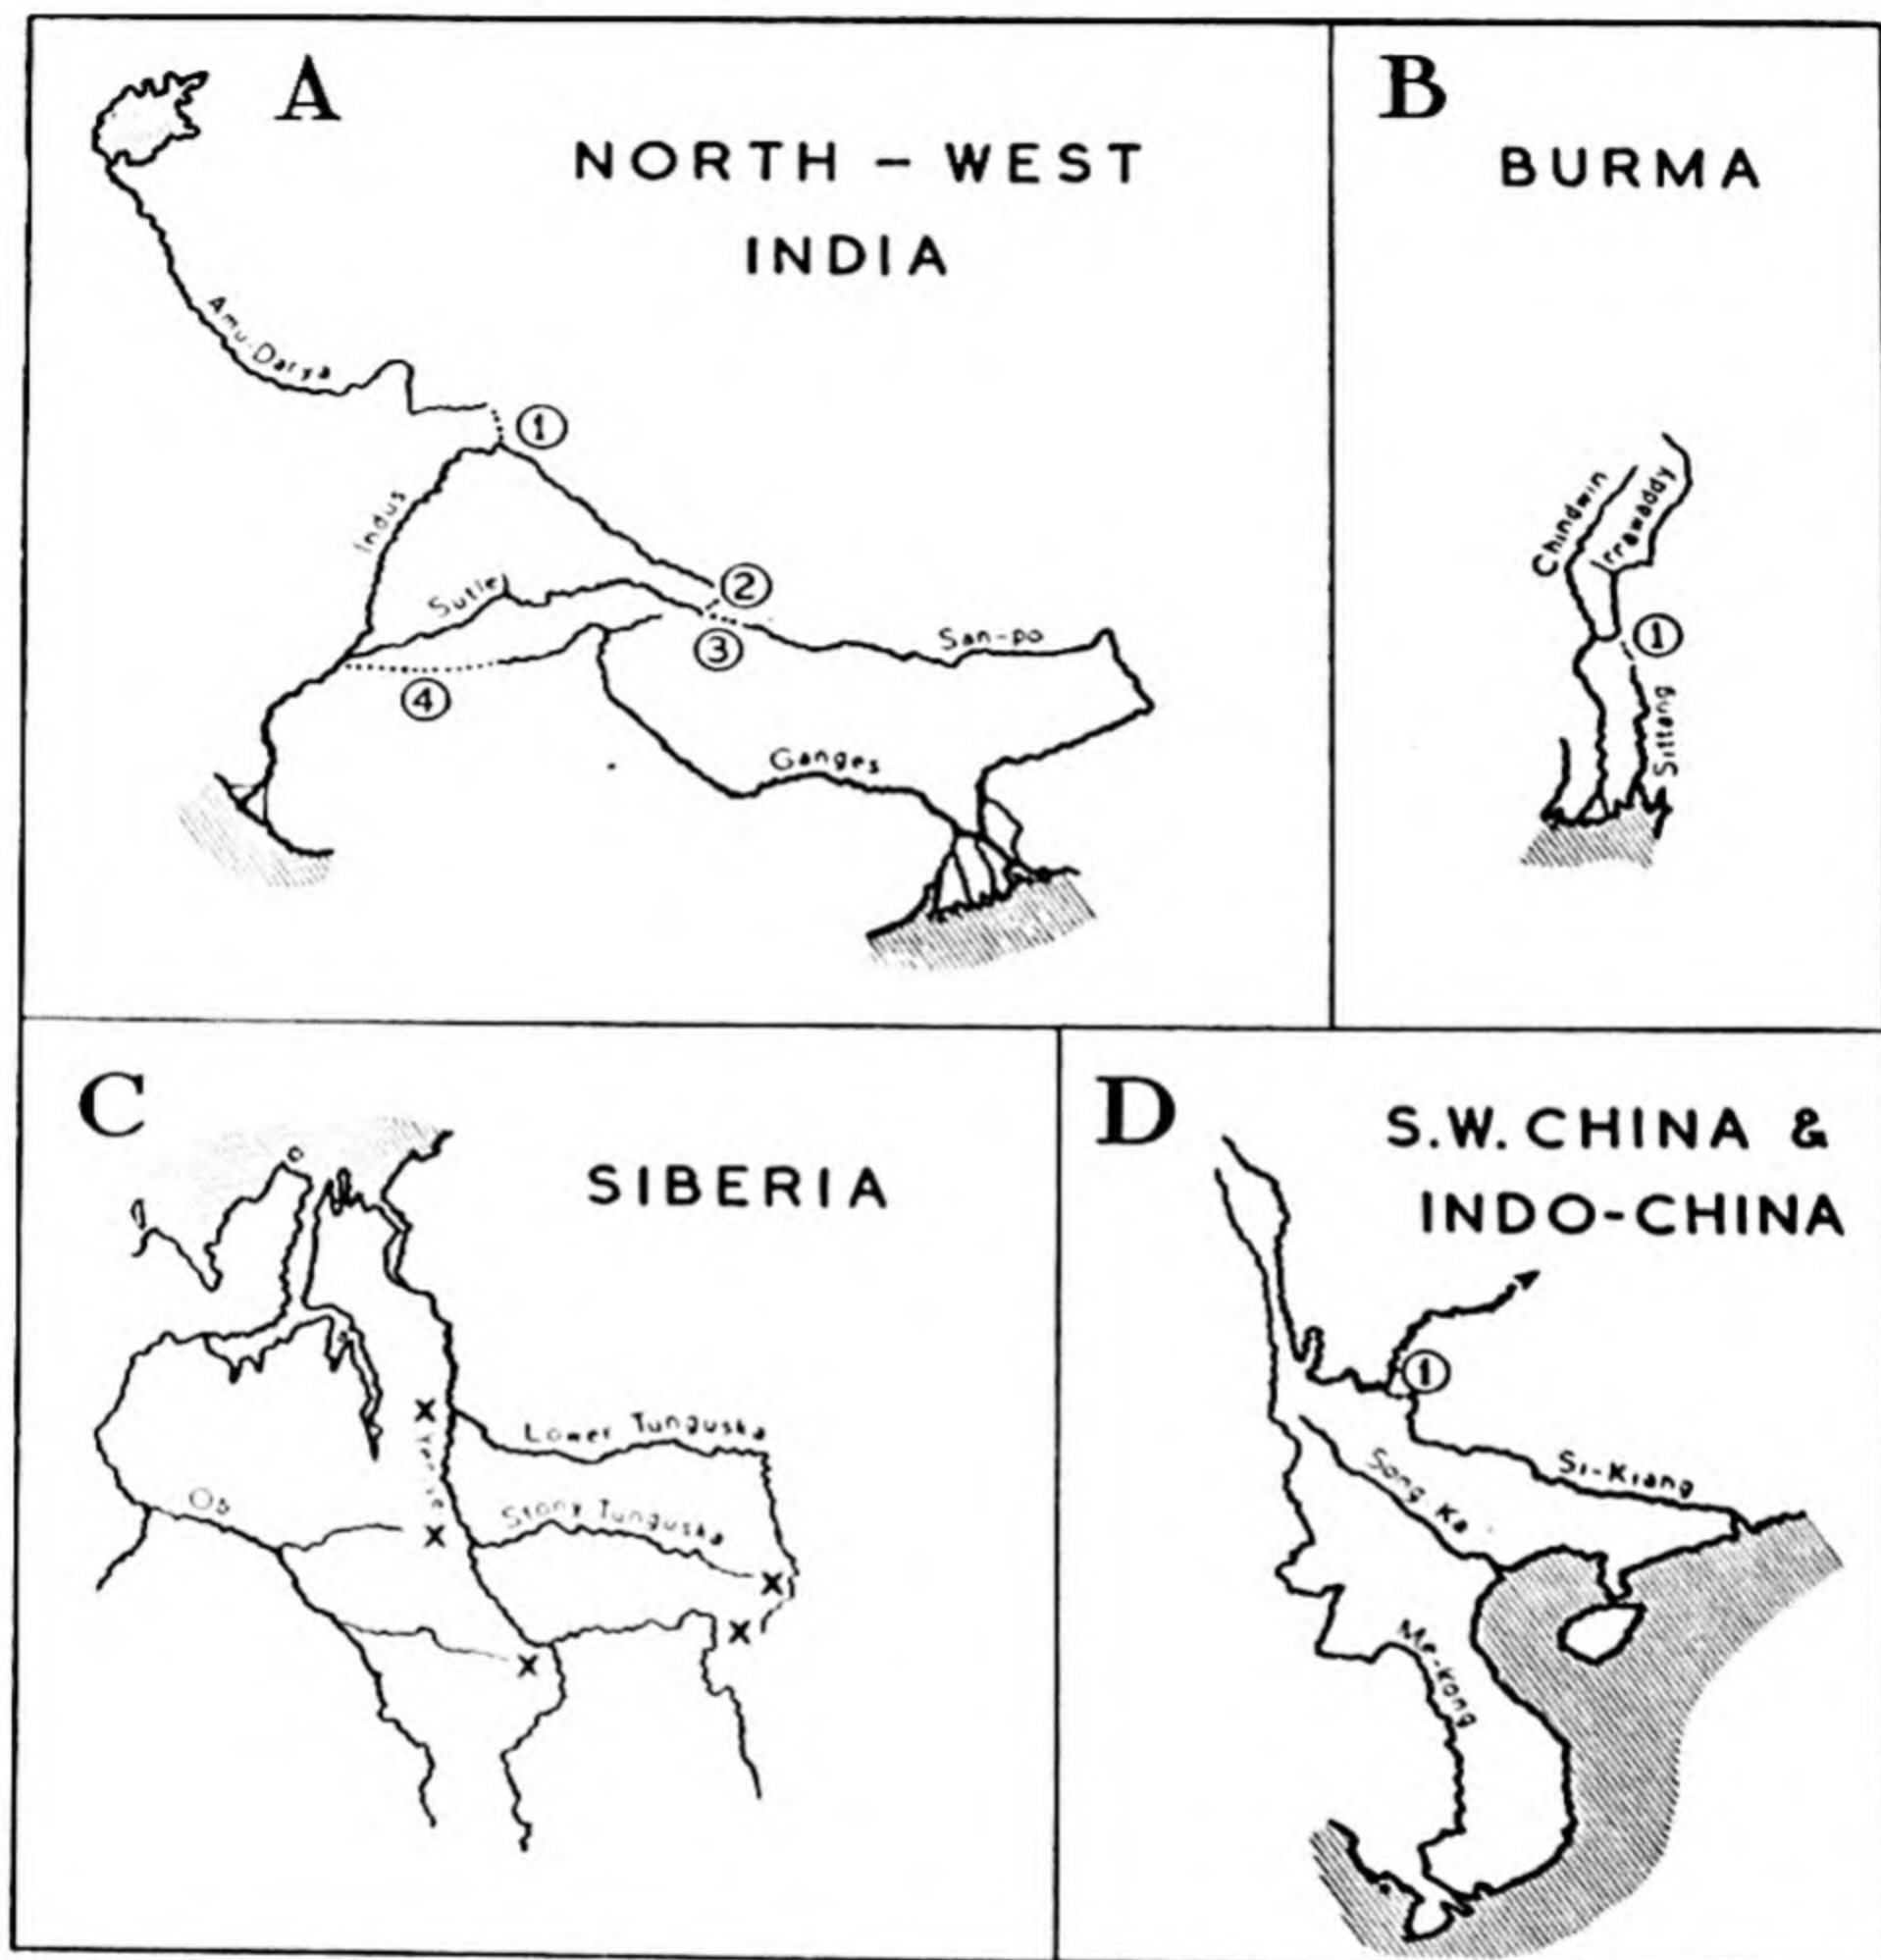 A
NORTH – WEST
INDIA
Amu-Darya
1
Indus
Sutlej
2
San-po
3
4
Ganges
B
BURMA
Chindwin
Irrawaddy
1
Sittang
C
SIBERIA
X
Lower Tunguska
Ob
Stony Tunguska
X
X
X
X
D
S.W. CHINA &
INDO-CHINA
1
Si-Kiang
Song Ka
Me-kong